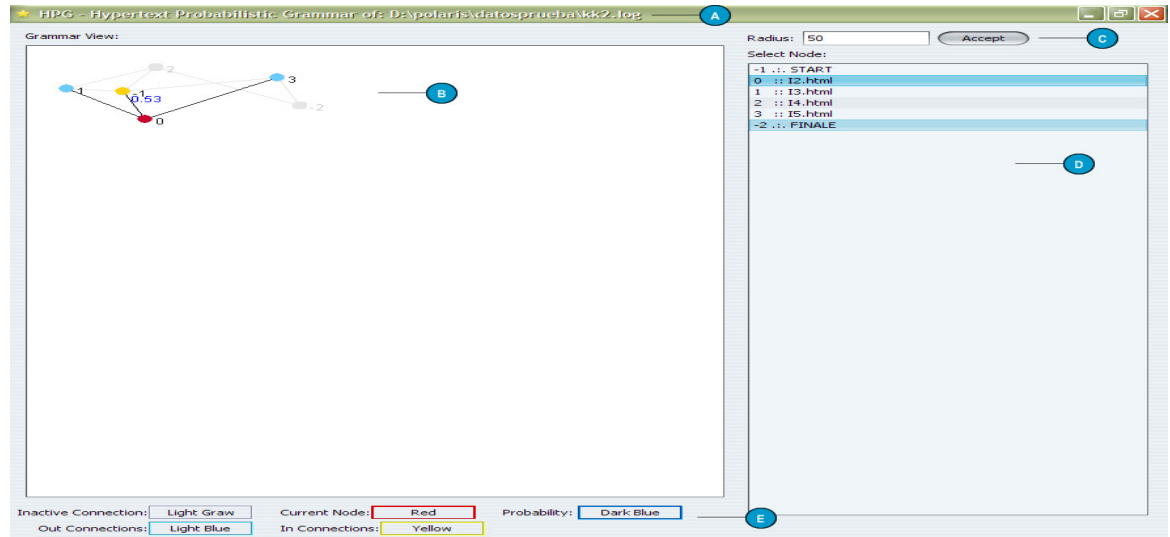 HPG - Hypertext Probabilistic Grammar of: D:\polaris\datosprueba\kk2.log
A
Grammar View:
Radius: 50 Accept
C
Select Node:
-1 .:. START
0 :: I2.html
1 :: I3.html
2 :: I4.html
3 :: I5.html
-2 .:. FINALE
2
3
1
-1
0.53
-2
0
B
D
Inactive Connection: Light Graw Current Node: Red Probability: Dark Blue
Out Connections: Light Blue In Connections: Yellow
E